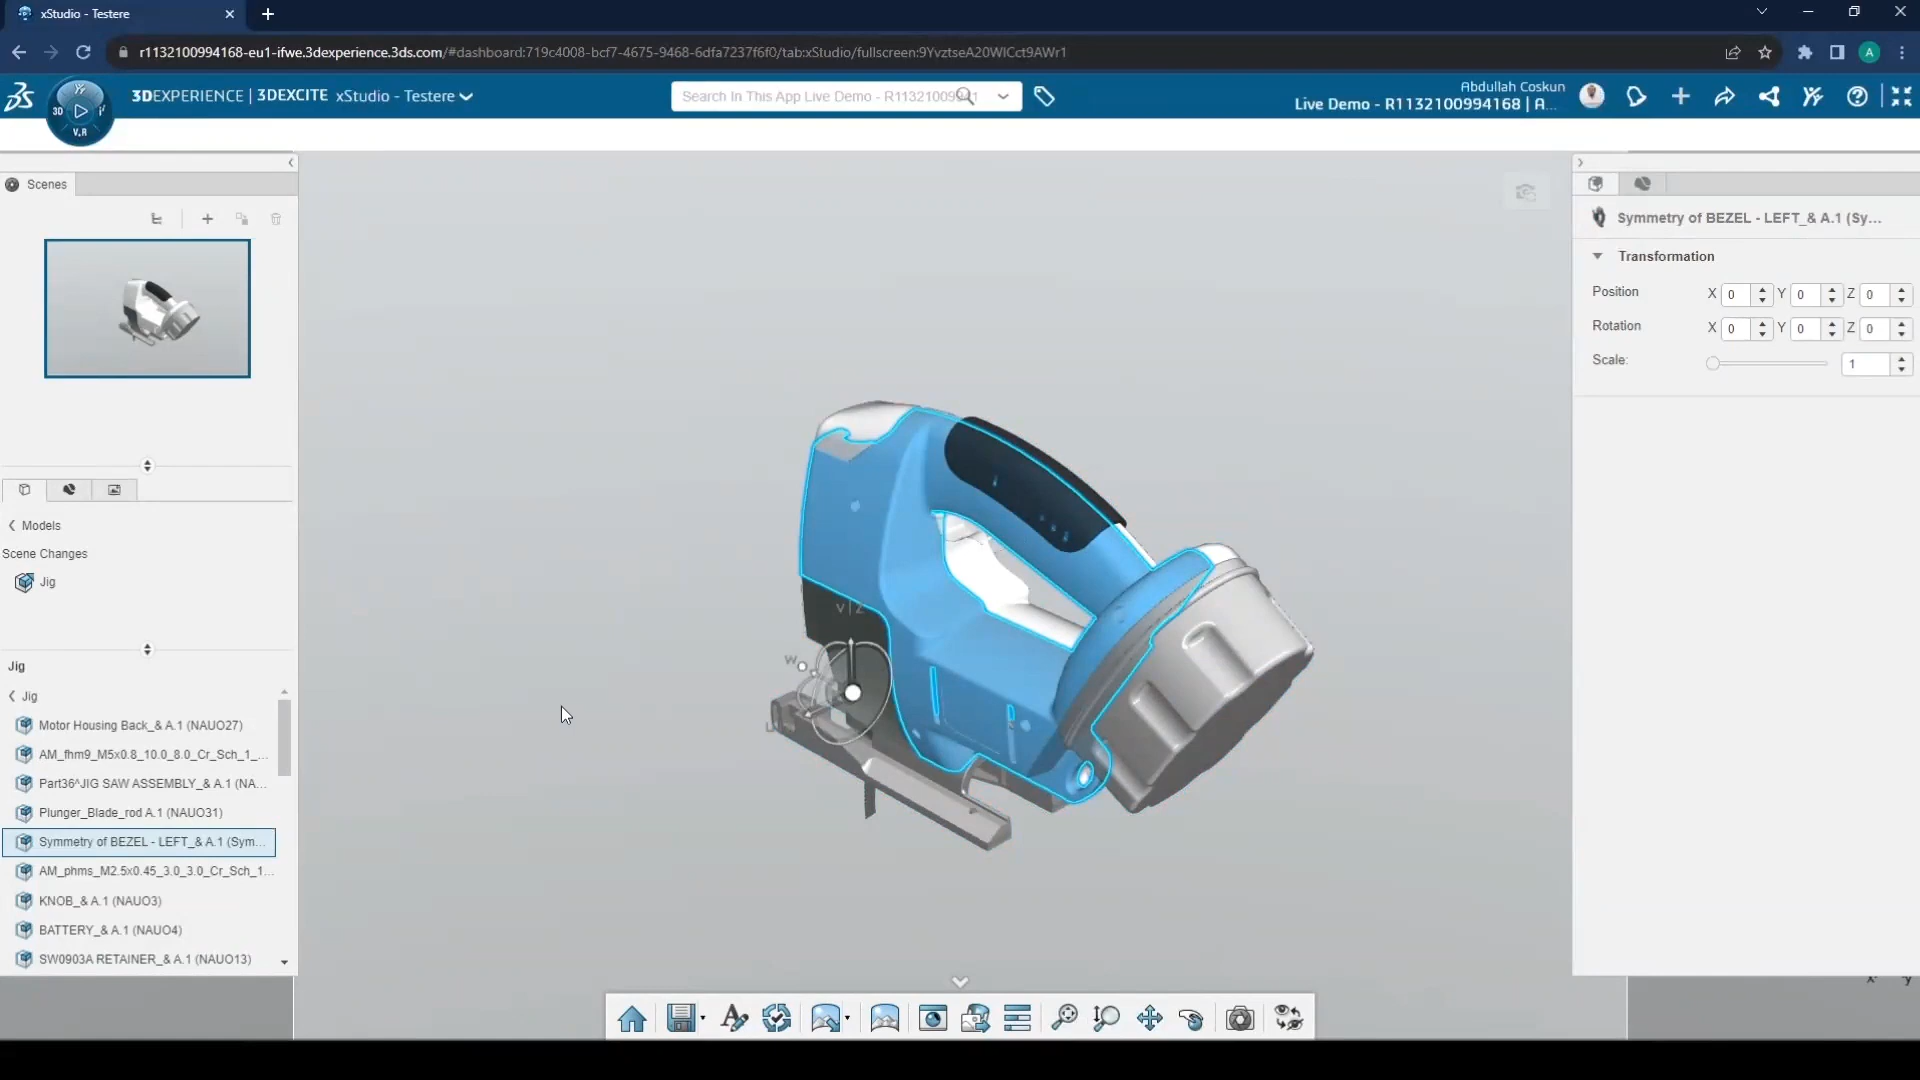 xStudio - Testere
r1132100994168-eu1-ifwe.3dexperience.3ds.com/#dashboard:719c4008-bcf7-4675-9468-6dfa7237f6f0/tab:xStudio/fullscreen:9YvztseA20WlCct9AWr1
A
3D
V.R
3DEXPERIENCE | 3DEXCITE xStudio - Testere
Search In This App Live Demo - R11321009
Abdullah Coskun
Live Demo - R1132100994168 | A...
Scenes
Symmetry of BEZEL - LEFT_& A.1 (Sy...
Transformation
Position X 0 Y 0 Z 0
Rotation X 0 Y 0 Z 0
Scale: 1
Models
Scene Changes
Jig
Jig
Jig
Motor Housing Back_& A.1 (NAUO27)
AM_fhm9_M5x0.8_10.0_8.0_Cr_Sch_1_...
Part36^JIG SAW ASSEMBLY_& A.1 (NA...
Plunger_Blade_rod A.1 (NAUO31)
Symmetry of BEZEL - LEFT_& A.1 (Sym...
AM_phms_M2.5x0.45_3.0_3.0_Cr_Sch_1...
KNOB_& A.1 (NAUO3)
BATTERY_& A.1 (NAUO4)
SW0903A RETAINER_& A.1 (NAUO13)
v|z
w